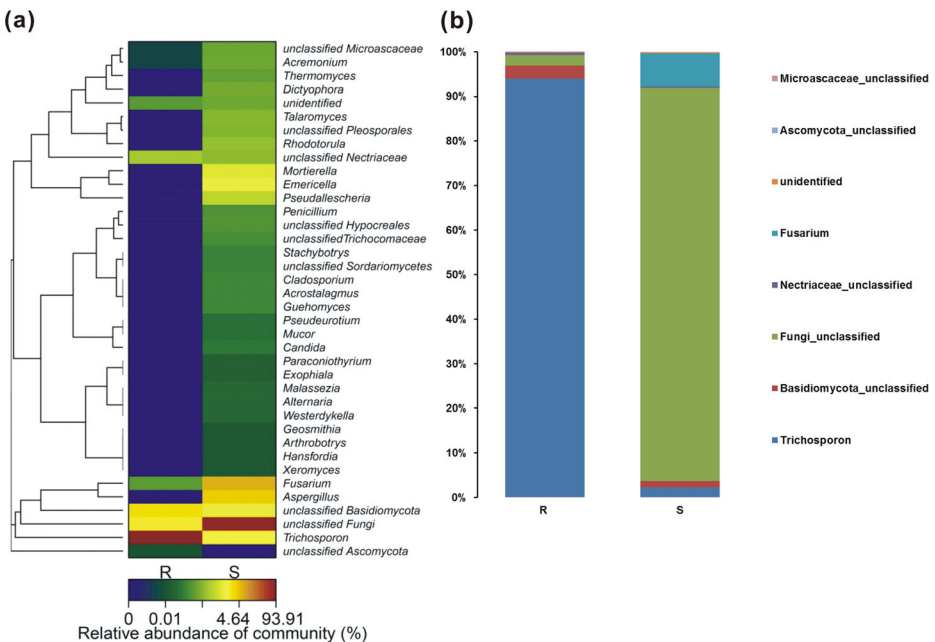 (a)
unclassified Microascaceae
Acremonium
Thermomyces
Dictyophora
unidentified
Talaromyces
unclassified Pleosporales
Rhodotorula
unclassified Nectriaceae
Mortierella
Emericella
Pseudallescheria
Penicillium
unclassified Hypocreales
unclassifiedTrichocomaceae
Stachybotrys
unclassified Sordariomycetes
Cladosporium
Acrostalagmus
Guehomyces
Pseudeurotium
Mucor
Candida
Paraconiothyrium
Exophiala
Malassezia
Alternaria
Westerdykella
Geosmithia
Arthrobotrys
Hansfordia
Xeromyces
Fusarium
Aspergillus
unclassified Basidiomycota
unclassified Fungi
Trichosporon
unclassified Ascomycota
R S
0 0.01 4.64 93.91
Relative abundance of community (%)
(b)
100%
90%
80%
70%
60%
50%
40%
30%
20%
10%
0%
R S
Microascaceae_unclassified
Ascomycota_unclassified
unidentified
Fusarium
Nectriaceae_unclassified
Fungi_unclassified
Basidiomycota_unclassified
Trichosporon